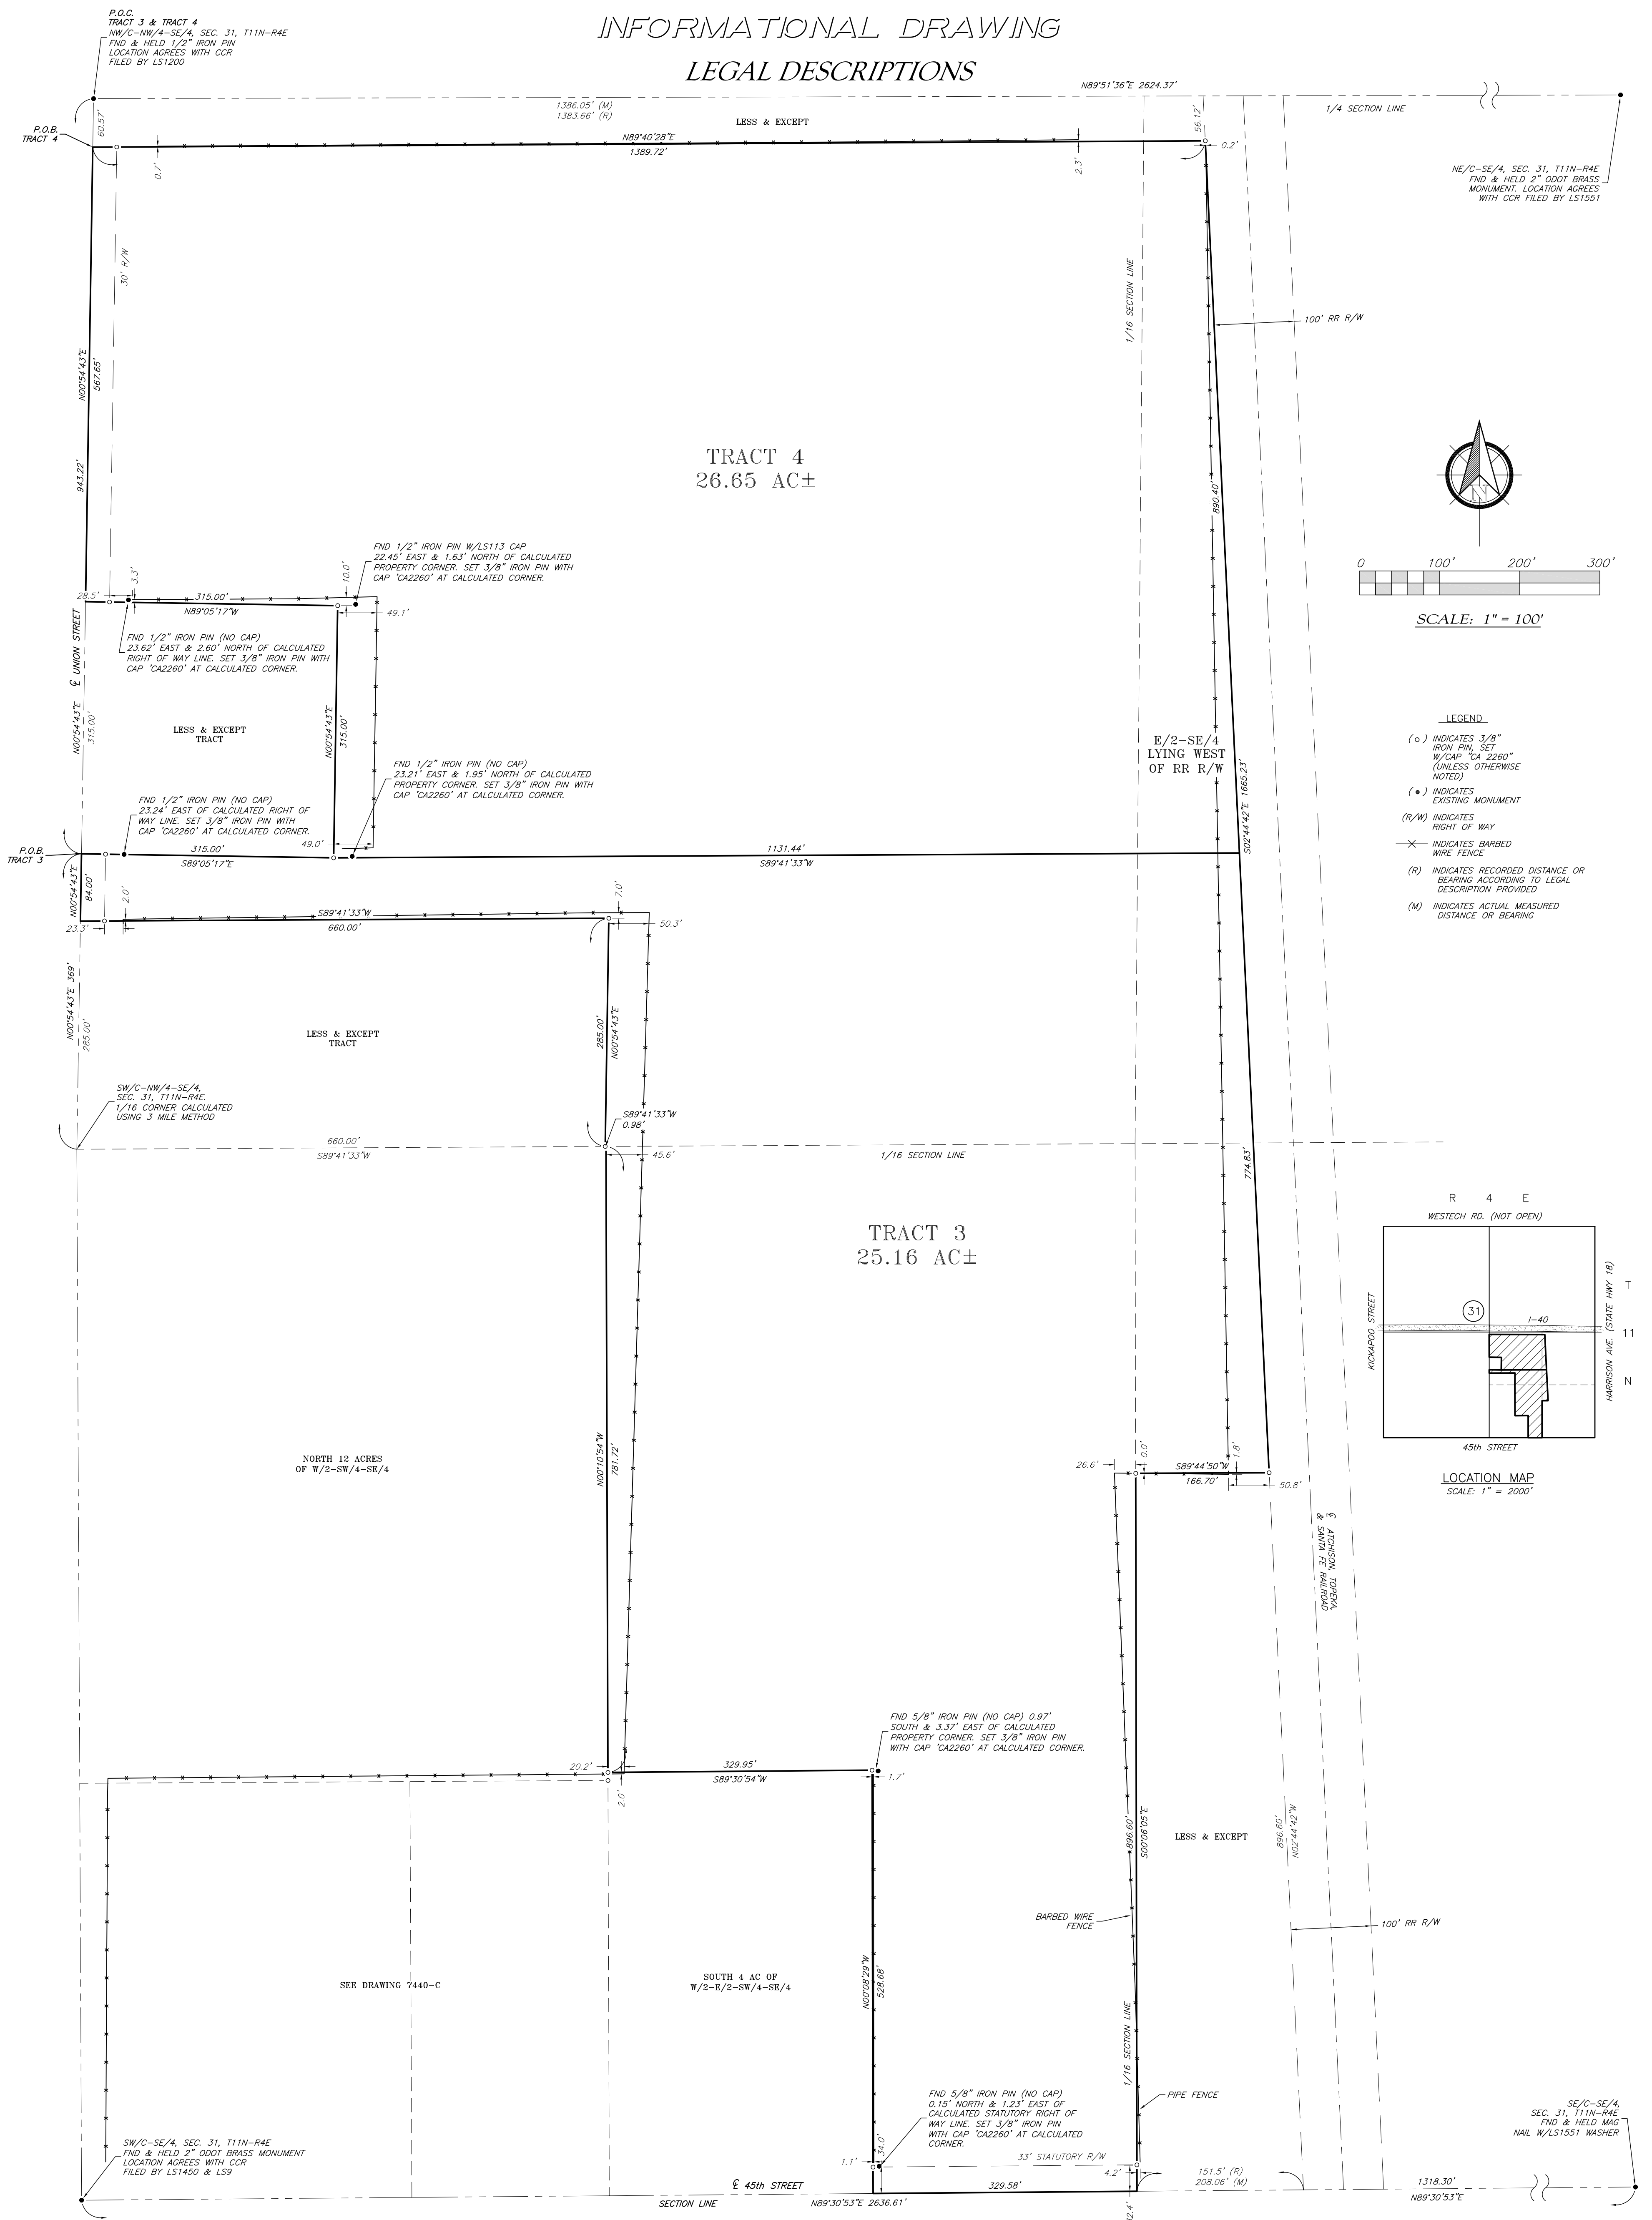 INFORMATIONAL DRAWING
LEGAL DESCRIPTIONS
P.O.C.
TRACT 3 & TRACT 4
NW/C-NW/4-SE/4, SEC. 31, T11N-R4E
FND & HELD 1/2" IRON PIN
LOCATION AGREES WITH CCR
FILED BY LS1200
N89°51'36"E 2624.37'
1386.05' (M)
1383.66' (R)
LESS & EXCEPT
1/4 SECTION LINE
60.57'
56.12'
P.O.B.
TRACT 4
N89°40'28"E
1389.72'
0.7'
2.3'
0.2'
NE/C-SE/4, SEC. 31, T11N-R4E
FND & HELD 2" ODOT BRASS
MONUMENT. LOCATION AGREES
WITH CCR FILED BY LS1551
30' R/W
1/16 SECTION LINE
100' RR R/W
N00°54'43"E
567.65'
943.22'
TRACT 4
26.65 AC±
890.40'
N
0 100' 200' 300'
SCALE: 1" = 100'
FND 1/2" IRON PIN W/LS113 CAP
22.45' EAST & 1.63' NORTH OF CALCULATED
PROPERTY CORNER. SET 3/8" IRON PIN WITH
CAP 'CA2260' AT CALCULATED CORNER.
28.5'
3.3'
315.00'
N89°05'17"W
10.0'
49.1'
FND 1/2" IRON PIN (NO CAP)
23.62' EAST & 2.60' NORTH OF CALCULATED
RIGHT OF WAY LINE. SET 3/8" IRON PIN WITH
CAP 'CA2260' AT CALCULATED CORNER.
℄ UNION STREET
N00°54'43"E
315.00'
LESS & EXCEPT
TRACT
N00°54'43"E
315.00'
E/2-SE/4
LYING WEST
OF RR R/W
S02°44'42"E 1665.23'
LEGEND
( o ) INDICATES 3/8"
IRON PIN, SET
W/CAP "CA 2260"
(UNLESS OTHERWISE
NOTED)
( ● ) INDICATES
EXISTING MONUMENT
(R/W) INDICATES
RIGHT OF WAY
INDICATES BARBED
WIRE FENCE
(R) INDICATES RECORDED DISTANCE OR
BEARING ACCORDING TO LEGAL
DESCRIPTION PROVIDED
(M) INDICATES ACTUAL MEASURED
DISTANCE OR BEARING
FND 1/2" IRON PIN (NO CAP)
23.21' EAST & 1.95' NORTH OF CALCULATED
PROPERTY CORNER. SET 3/8" IRON PIN WITH
CAP 'CA2260' AT CALCULATED CORNER.
FND 1/2" IRON PIN (NO CAP)
23.24' EAST OF CALCULATED RIGHT OF
WAY LINE. SET 3/8" IRON PIN WITH
CAP 'CA2260' AT CALCULATED CORNER.
P.O.B.
TRACT 3
315.00'
S89°05'17"E
49.0'
1131.44'
S89°41'33"W
N00°54'43"E
84.00'
2.0'
23.3'
S89°41'33"W
660.00'
7.0'
50.3'
N00°54'43"E 369'
285.00'
LESS & EXCEPT
TRACT
285.00'
N00°54'43"E
SW/C-NW/4-SE/4,
SEC. 31, T11N-R4E.
1/16 CORNER CALCULATED
USING 3 MILE METHOD
S89°41'33"W
0.98'
660.00'
S89°41'33"W
45.6'
1/16 SECTION LINE
774.83'
TRACT 3
25.16 AC±
R 4 E
WESTECH RD. (NOT OPEN)
KICKAPOO STREET
31
I-40
HARRISON AVE. (STATE HWY 18)
T
11
N
45th STREET
LOCATION MAP
SCALE: 1" = 2000'
NORTH 12 ACRES
OF W/2-SW/4-SE/4
N00°10'54"W
781.72'
26.6'
0.0'
S89°44'50"W
166.70'
1.8'
50.8'
℄ ATCHISON, TOPEKA,
& SANTA FE RAILROAD
FND 5/8" IRON PIN (NO CAP) 0.97'
SOUTH & 3.37' EAST OF CALCULATED
PROPERTY CORNER. SET 3/8" IRON PIN
WITH CAP 'CA2260' AT CALCULATED CORNER.
20.2'
2.0'
329.95'
S89°30'54"W
1.7'
896.60'
S00°06'05"E
LESS & EXCEPT
896.60'
N02°44'42"W
BARBED WIRE
FENCE
100' RR R/W
SEE DRAWING 7440-C
SOUTH 4 AC OF
W/2-E/2-SW/4-SE/4
N00°08'29"W
528.68'
1/16 SECTION LINE
PIPE FENCE
FND 5/8" IRON PIN (NO CAP)
0.15' NORTH & 1.23' EAST OF
CALCULATED STATUTORY RIGHT OF
WAY LINE. SET 3/8" IRON PIN
WITH CAP 'CA2260' AT CALCULATED
CORNER.
34.0'
1.1'
33' STATUTORY R/W
4.2'
SE/C-SE/4,
SEC. 31, T11N-R4E
FND & HELD MAG
NAIL W/LS1551 WASHER
SW/C-SE/4, SEC. 31, T11N-R4E
FND & HELD 2" ODOT BRASS MONUMENT
LOCATION AGREES WITH CCR
FILED BY LS1450 & LS9
℄ 45th STREET
SECTION LINE
N89°30'53"E 2636.61'
329.58'
151.5' (R)
208.06' (M)
1318.30'
N89°30'53"E